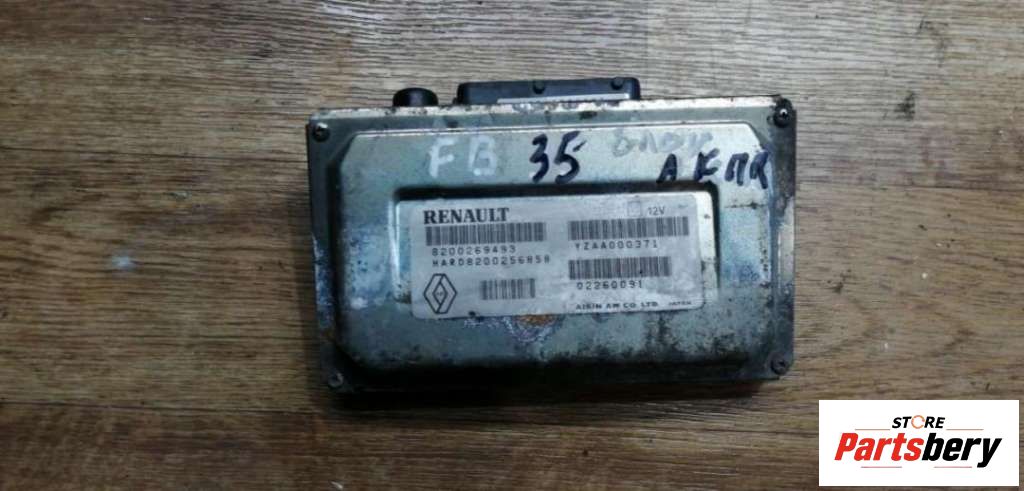 FB 35 блок
АКПП
RENAULT 12V
8200269493 YZAA000371
HARD8200256858
02260091
AISIN AW CO. LTD. JAPAN
STORE
Partsbery